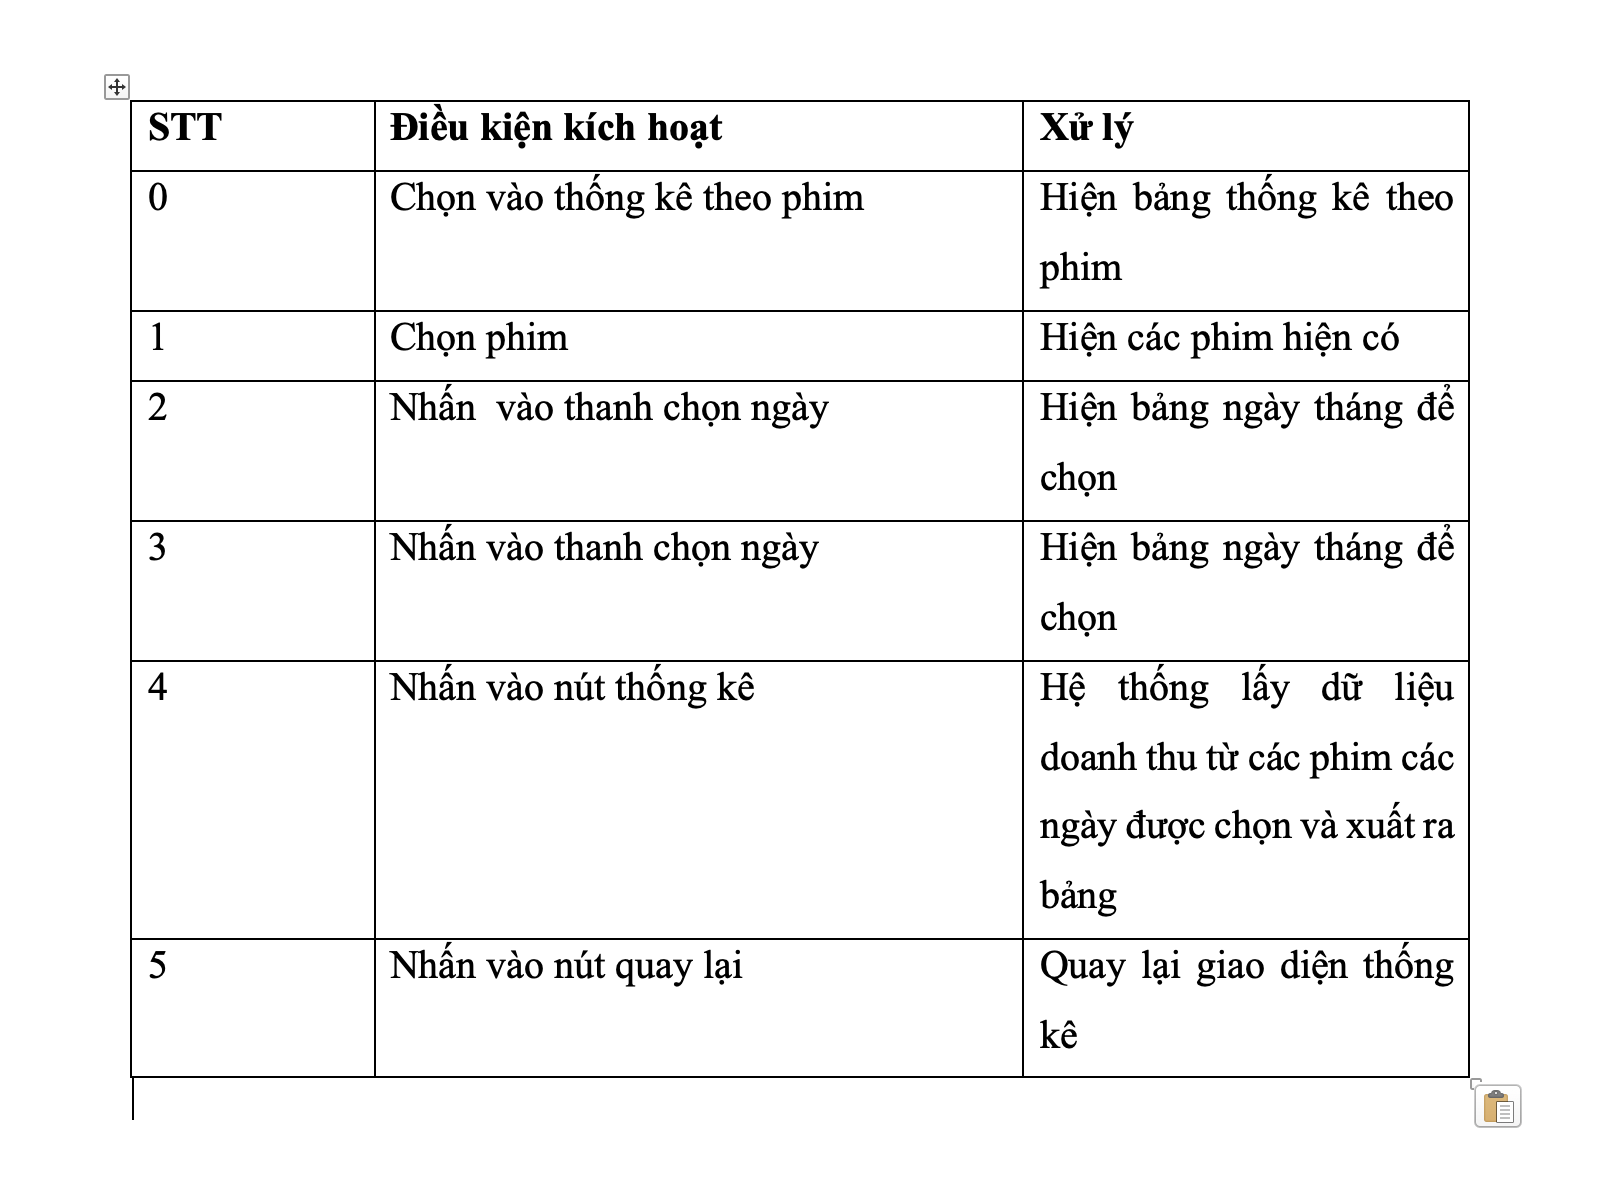 STT Điều kiện kích hoạt Xử lý
0 Chọn vào thống kê theo phim Hiện bảng thống kê theo
phim
1 Chọn phim Hiện các phim hiện có
2 Nhấn  vào thanh chọn ngày Hiện bảng ngày tháng để
chọn
3 Nhấn vào thanh chọn ngày Hiện bảng ngày tháng để
chọn
4 Nhấn vào nút thống kê Hệ thống lấy dữ liệu
doanh thu từ các phim các
ngày được chọn và xuất ra
bảng
5 Nhấn vào nút quay lại Quay lại giao diện thống
kê